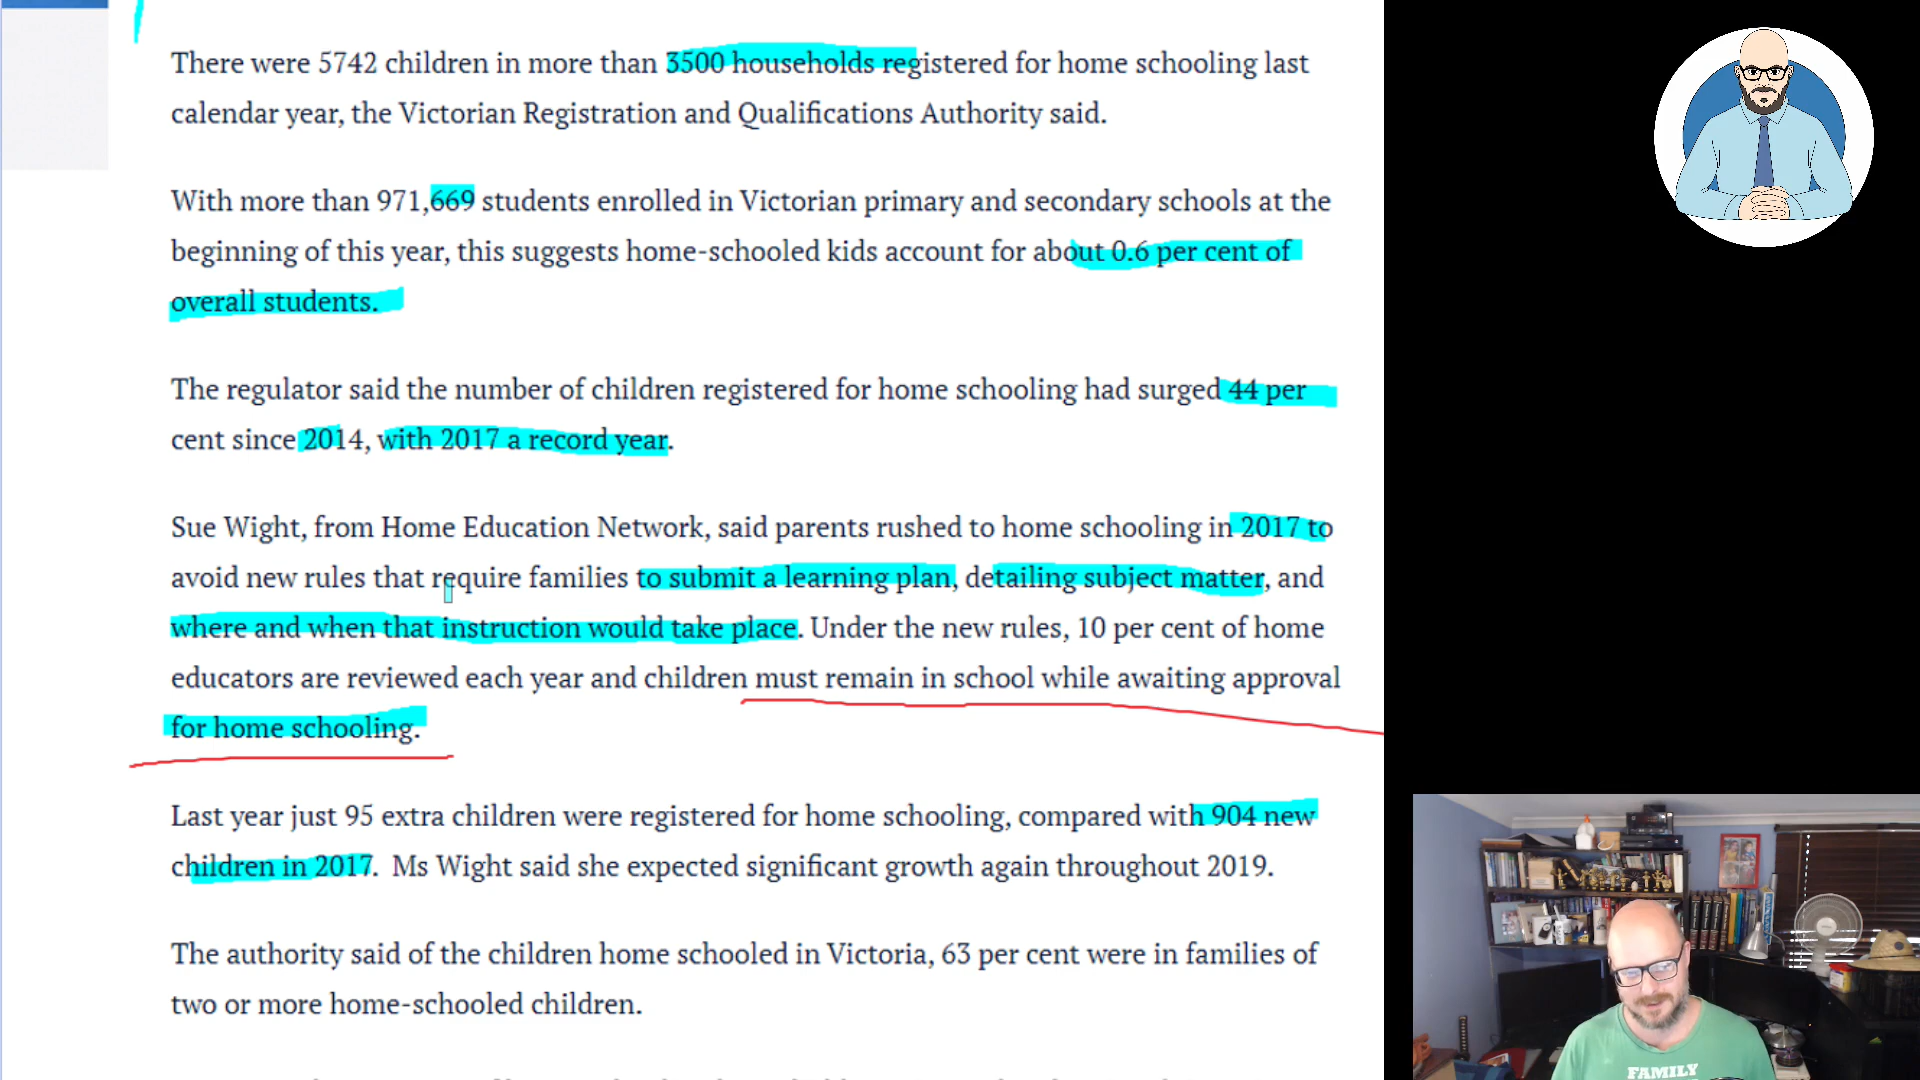 There were 5742 children in more than 3500 households registered for home schooling last
calendar year, the Victorian Registration and Qualifications Authority said.
With more than 971,669 students enrolled in Victorian primary and secondary schools at the
beginning of this year, this suggests home-schooled kids account for about 0.6 per cent of
overall students.
The regulator said the number of children registered for home schooling had surged 44 per
cent since 2014, with 2017 a record year.
Sue Wight, from Home Education Network, said parents rushed to home schooling in 2017 to
avoid new rules that require families to submit a learning plan, detailing subject matter, and
where and when that instruction would take place. Under the new rules, 10 per cent of home
educators are reviewed each year and children must remain in school while awaiting approval
for home schooling.
Last year just 95 extra children were registered for home schooling, compared with 904 new
children in 2017. Ms Wight said she expected significant growth again throughout 2019.
The authority said of the children home schooled in Victoria, 63 per cent were in families of
two or more home-schooled children.
FAMILY